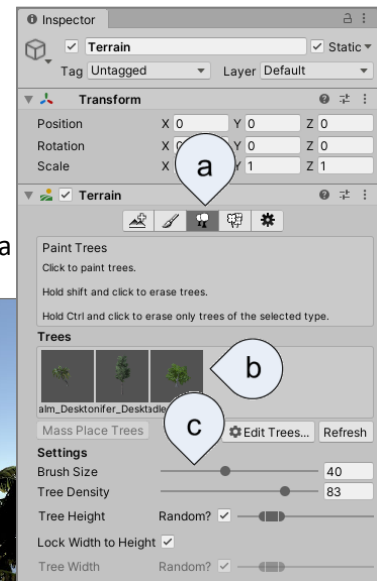 Inspector
Terrain Static
Tag Untagged Layer Default
Transform
Position X 0 Y 0 Z 0
Rotation X Y 0 Z 0
Scale X Y 1 Z 1
a
Terrain
a
Paint Trees
Click to paint trees.
Hold shift and click to erase trees.
Hold Ctrl and click to erase only trees of the selected type.
Trees
b
alm_Desktonifer_Desktadle
c
Mass Place Trees Edit Trees... Refresh
Settings
Brush Size 40
Tree Density 83
Tree Height Random?
Lock Width to Height
Tree Width Random?